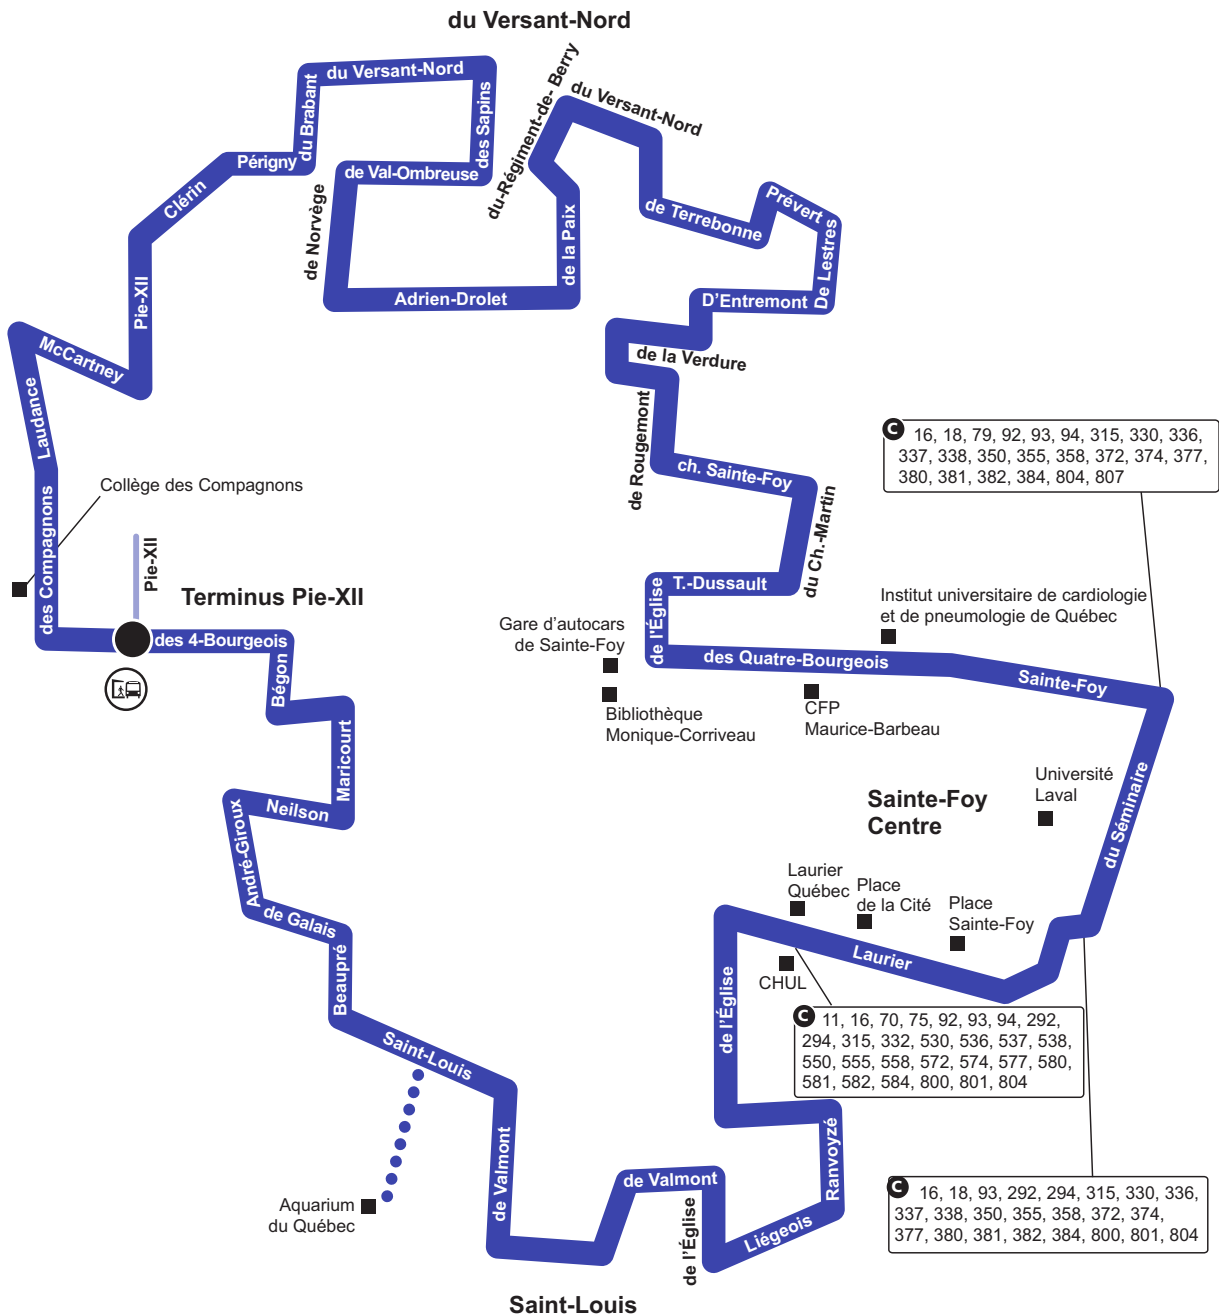 du Versant-Nord
du Versant-Nord
du Brabant
des Sapins
du-Régiment-de- Berry
du Versant-Nord
Périgny
de Val-Ombreuse
Clérin
de Norvège
de la Paix
de Terrebonne
Prévert
De Lestres
Pie-XII
Adrien-Drolet
D'Entremont
McCartney
de la Verdure
Laudance
de Rougemont
ch. Sainte-Foy
C 16, 18, 79, 92, 93, 94, 315, 330, 336,
337, 338, 350, 355, 358, 372, 374, 377,
380, 381, 382, 384, 804, 807
Collège des Compagnons
des Compagnons
Pie-XII
du Ch.-Martin
Terminus Pie-XII
T.-Dussault
Institut universitaire de cardiologie
et de pneumologie de Québec
des 4-Bourgeois
Gare d'autocars
de Sainte-Foy
de l'Église
des Quatre-Bourgeois
Sainte-Foy
Bégon
Bibliothèque
Monique-Corriveau
CFP
Maurice-Barbeau
Maricourt
Neilson
André-Giroux
Université
Laval
Sainte-Foy
Centre
du Séminaire
Laurier
Québec
Place
de la Cité
Place
Sainte-Foy
de Galais
Beaupré
Laurier
CHUL
de l'Église
C 11, 16, 70, 75, 92, 93, 94, 292,
294, 315, 332, 530, 536, 537, 538,
550, 555, 558, 572, 574, 577, 580,
581, 582, 584, 800, 801, 804
Saint-Louis
de Valmont
de Valmont
Ranvoyzé
Aquarium
du Québec
de l'Église
Liégeois
C 16, 18, 93, 292, 294, 315, 330, 336,
337, 338, 350, 355, 358, 372, 374,
377, 380, 381, 382, 384, 800, 801, 804
Saint-Louis